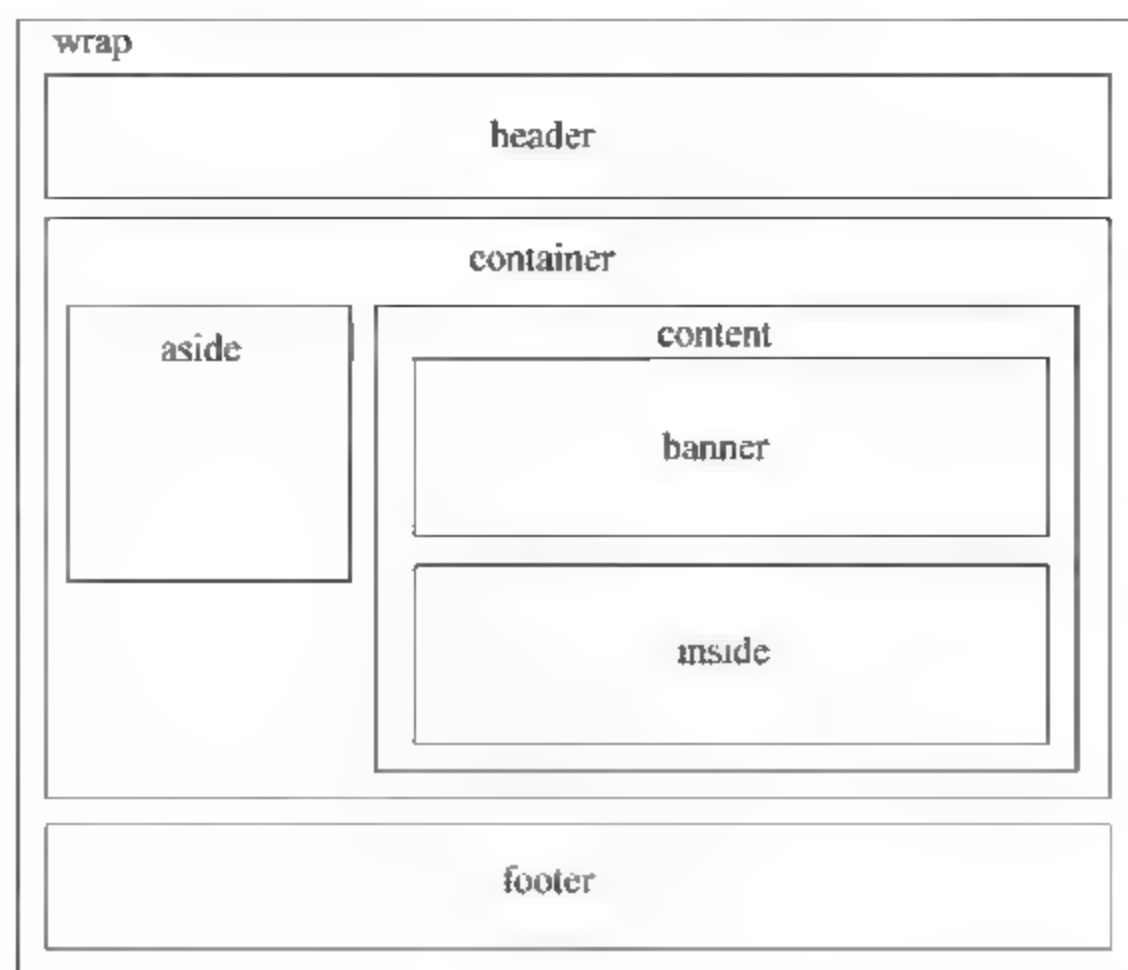 wrap
header
container
aside
content
banner
inside
footer